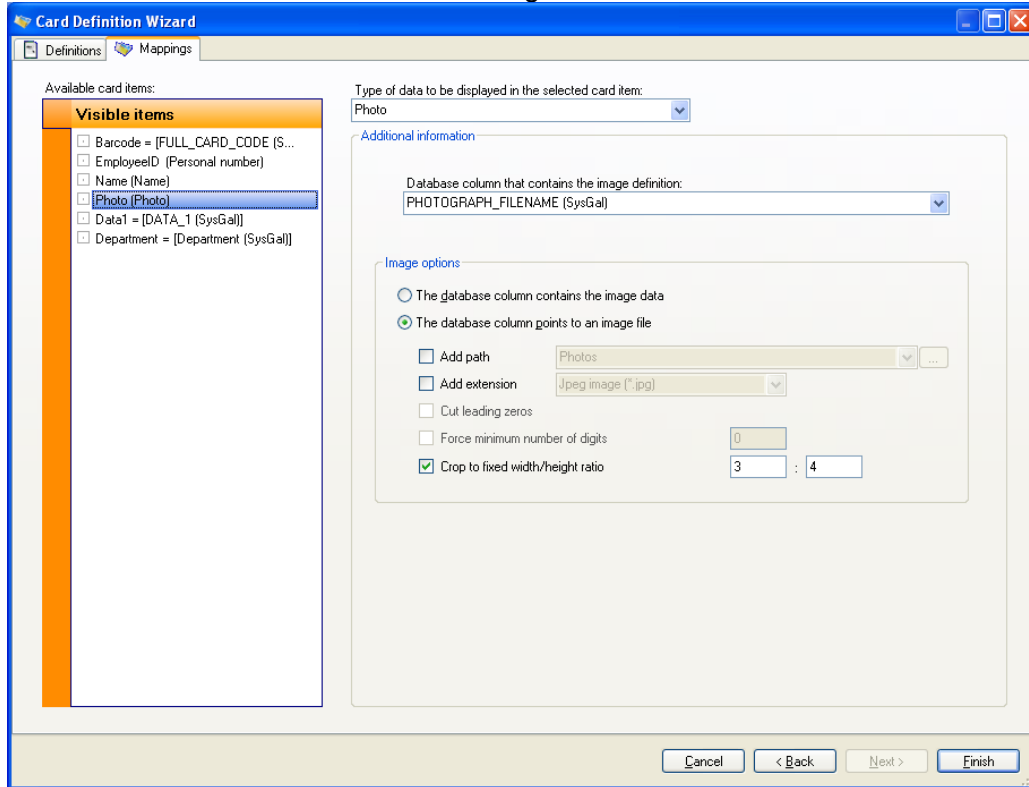 Card Definition Wizard
Definitions Mappings
Available card items:
Visible items
Barcode = [FULL_CARD_CODE (S...
EmployeeID (Personal number)
Name (Name)
Photo (Photo)
Data1 = [DATA_1 (SysGal)]
Department = [Department (SysGal)]
Type of data to be displayed in the selected card item:
Photo
Additional information
Database column that contains the image definition:
PHOTOGRAPH_FILENAME (SysGal)
Image options
The database column contains the image data
The database column points to an image file
Add path Photos ...
Add extension Jpeg image (*.jpg)
Cut leading zeros
Force minimum number of digits 0
Crop to fixed width/height ratio 3 : 4
Cancel < Back Next > Finish